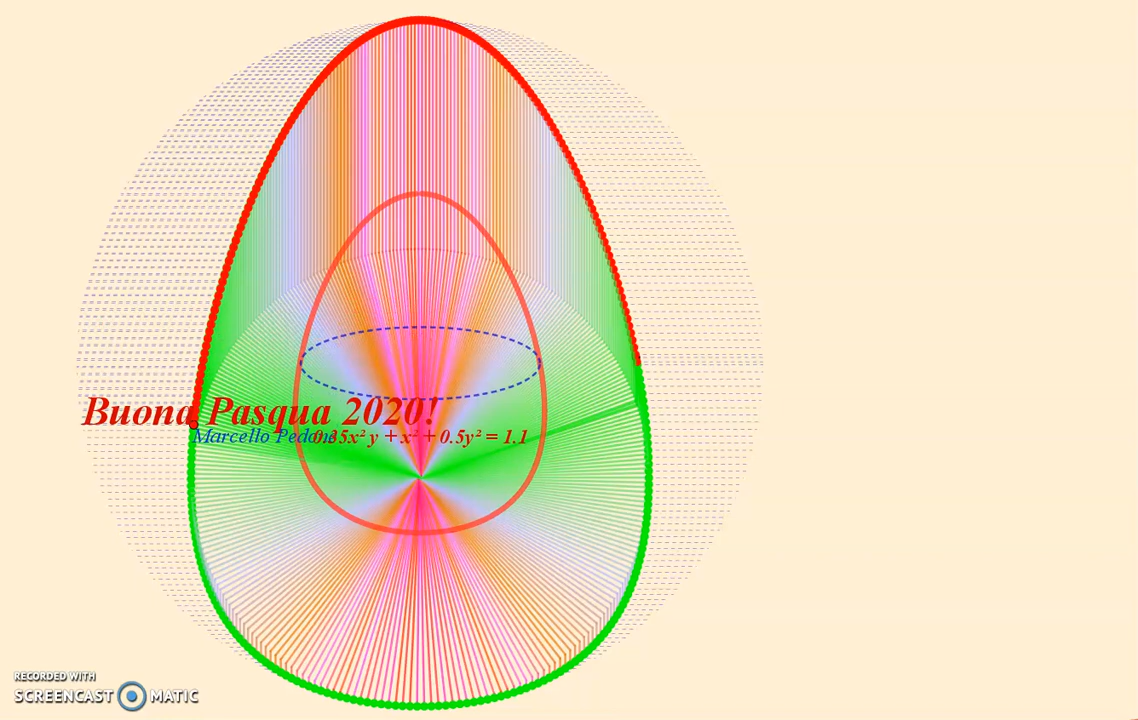 Buona Pasqua 2020!
Marcello Pedone
0.35x² y + x² + 0.5y² = 1.1
RECORDED WITH
SCREENCAST MATIC